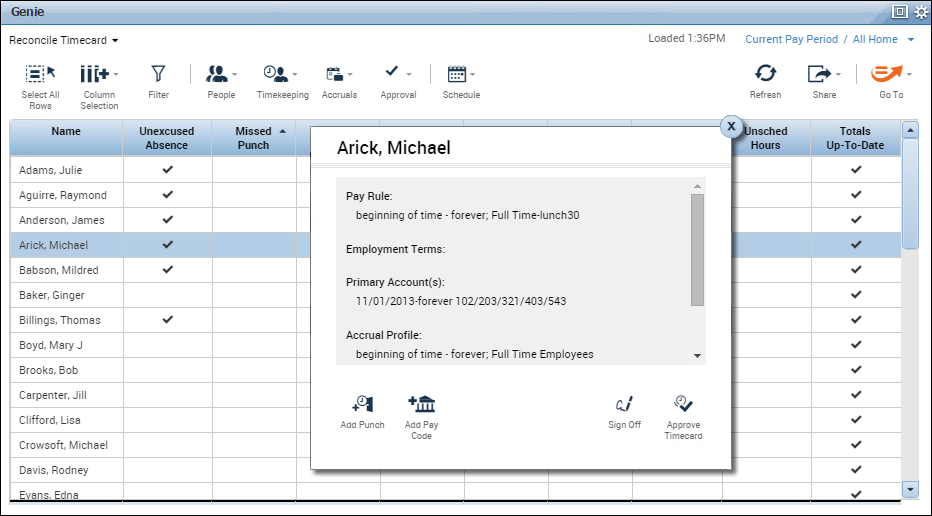 Genie
Reconcile Timecard
Loaded 1:36PM
Current Pay Period / All Home
Select All Rows
Column Selection
Filter
People
Timekeeping
Accruals
Approval
Schedule
Refresh
Share
Go To
Name
Unexcused Absence
Missed Punch
Unsched Hours
Totals Up-To-Date
Adams, Julie
Aguirre, Raymond
Anderson, James
Arick, Michael
Babson, Mildred
Baker, Ginger
Billings, Thomas
Boyd, Mary J
Brooks, Bob
Carpenter, Jill
Clifford, Lisa
Crowsoft, Michael
Davis, Rodney
Evans, Edna
X
Arick, Michael
Pay Rule:
beginning of time - forever; Full Time-lunch30
Employment Terms:
Primary Account(s):
11/01/2013-forever 102/203/321/403/543
Accrual Profile:
beginning of time - forever; Full Time Employees
Add Punch
Add Pay Code
Sign Off
Approve Timecard